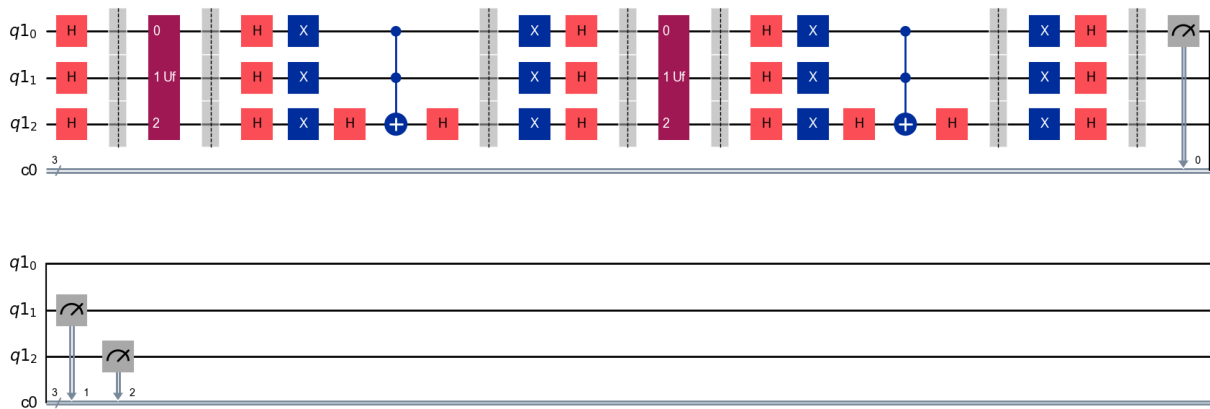 q1₀ H 0 H X X H 0 H X X H
q1₁ H 1 Uf H X X H 1 Uf H X X H
q1₂ H 2 H X H H X H 2 H X H H X H
c0 3 0
q1₀
q1₁
q1₂
c0 3 1 2